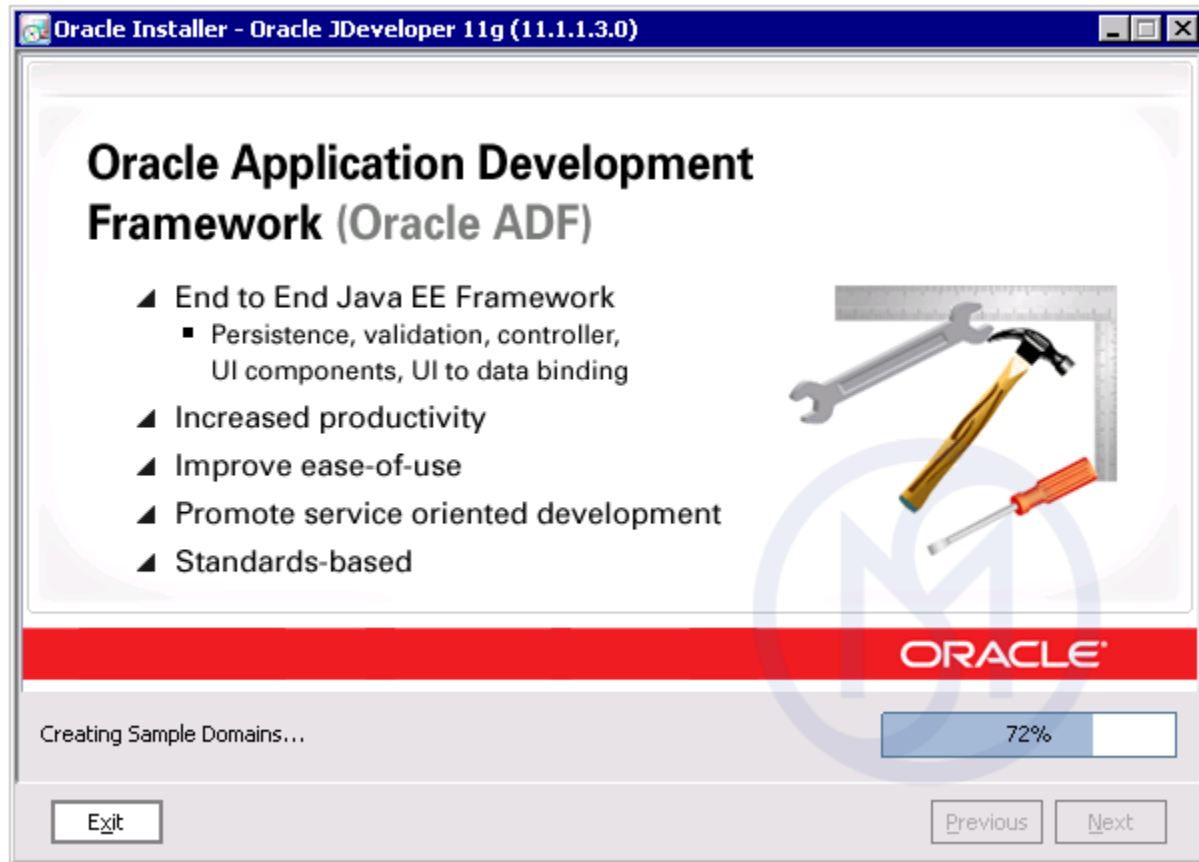 Oracle Installer - Oracle JDeveloper 11g (11.1.1.3.0)
Oracle Application Development
Framework (Oracle ADF)
End to End Java EE Framework
Persistence, validation, controller,
UI components, UI to data binding
Increased productivity
Improve ease-of-use
Promote service oriented development
Standards-based
ORACLE
Creating Sample Domains...
72%
Exit
Previous
Next